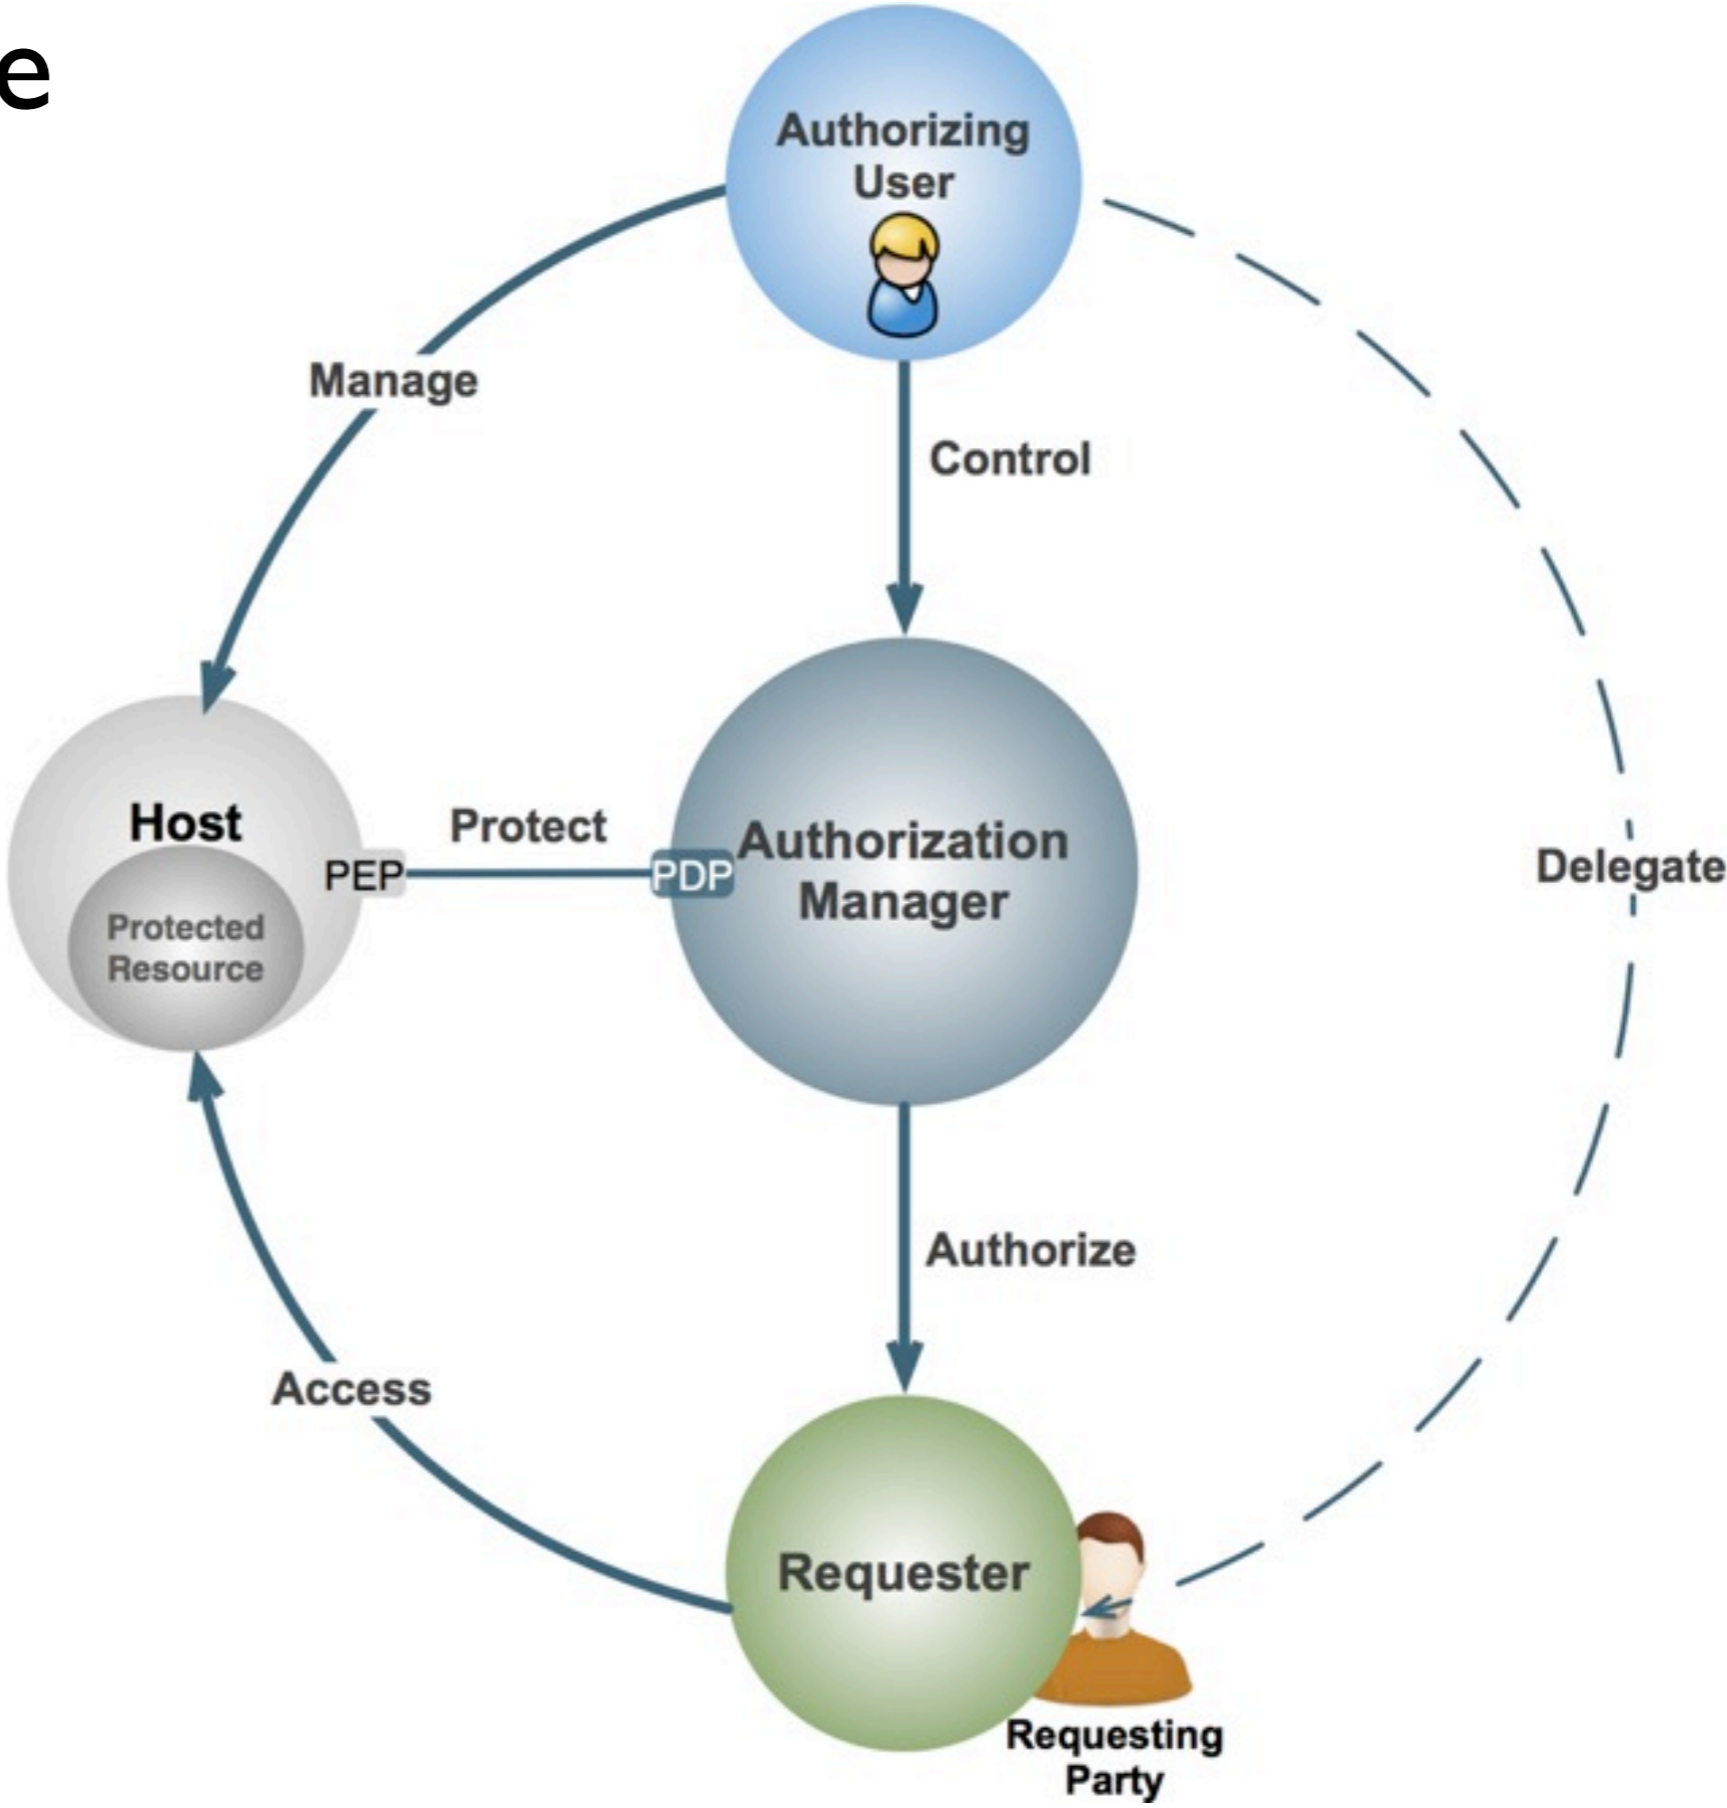 e
Authorizing
User
Manage
Control
Host
Protected
Resource
PEP
Protect
PDP
Authorization
Manager
Delegate
Authorize
Access
Requester
Requesting
Party